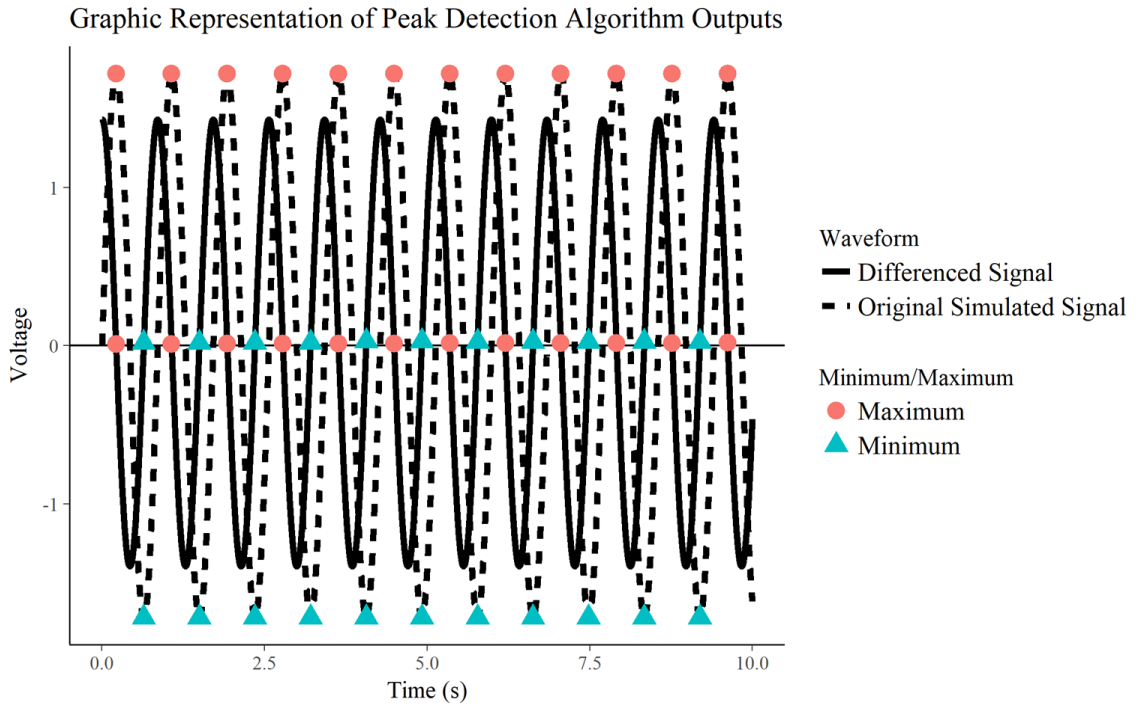 Graphic Representation of Peak Detection Algorithm Outputs
Voltage
1
0
-1
0.0 2.5 5.0 7.5 10.0
Time (s)
Waveform
Differenced Signal
Original Simulated Signal
Minimum/Maximum
Maximum
Minimum